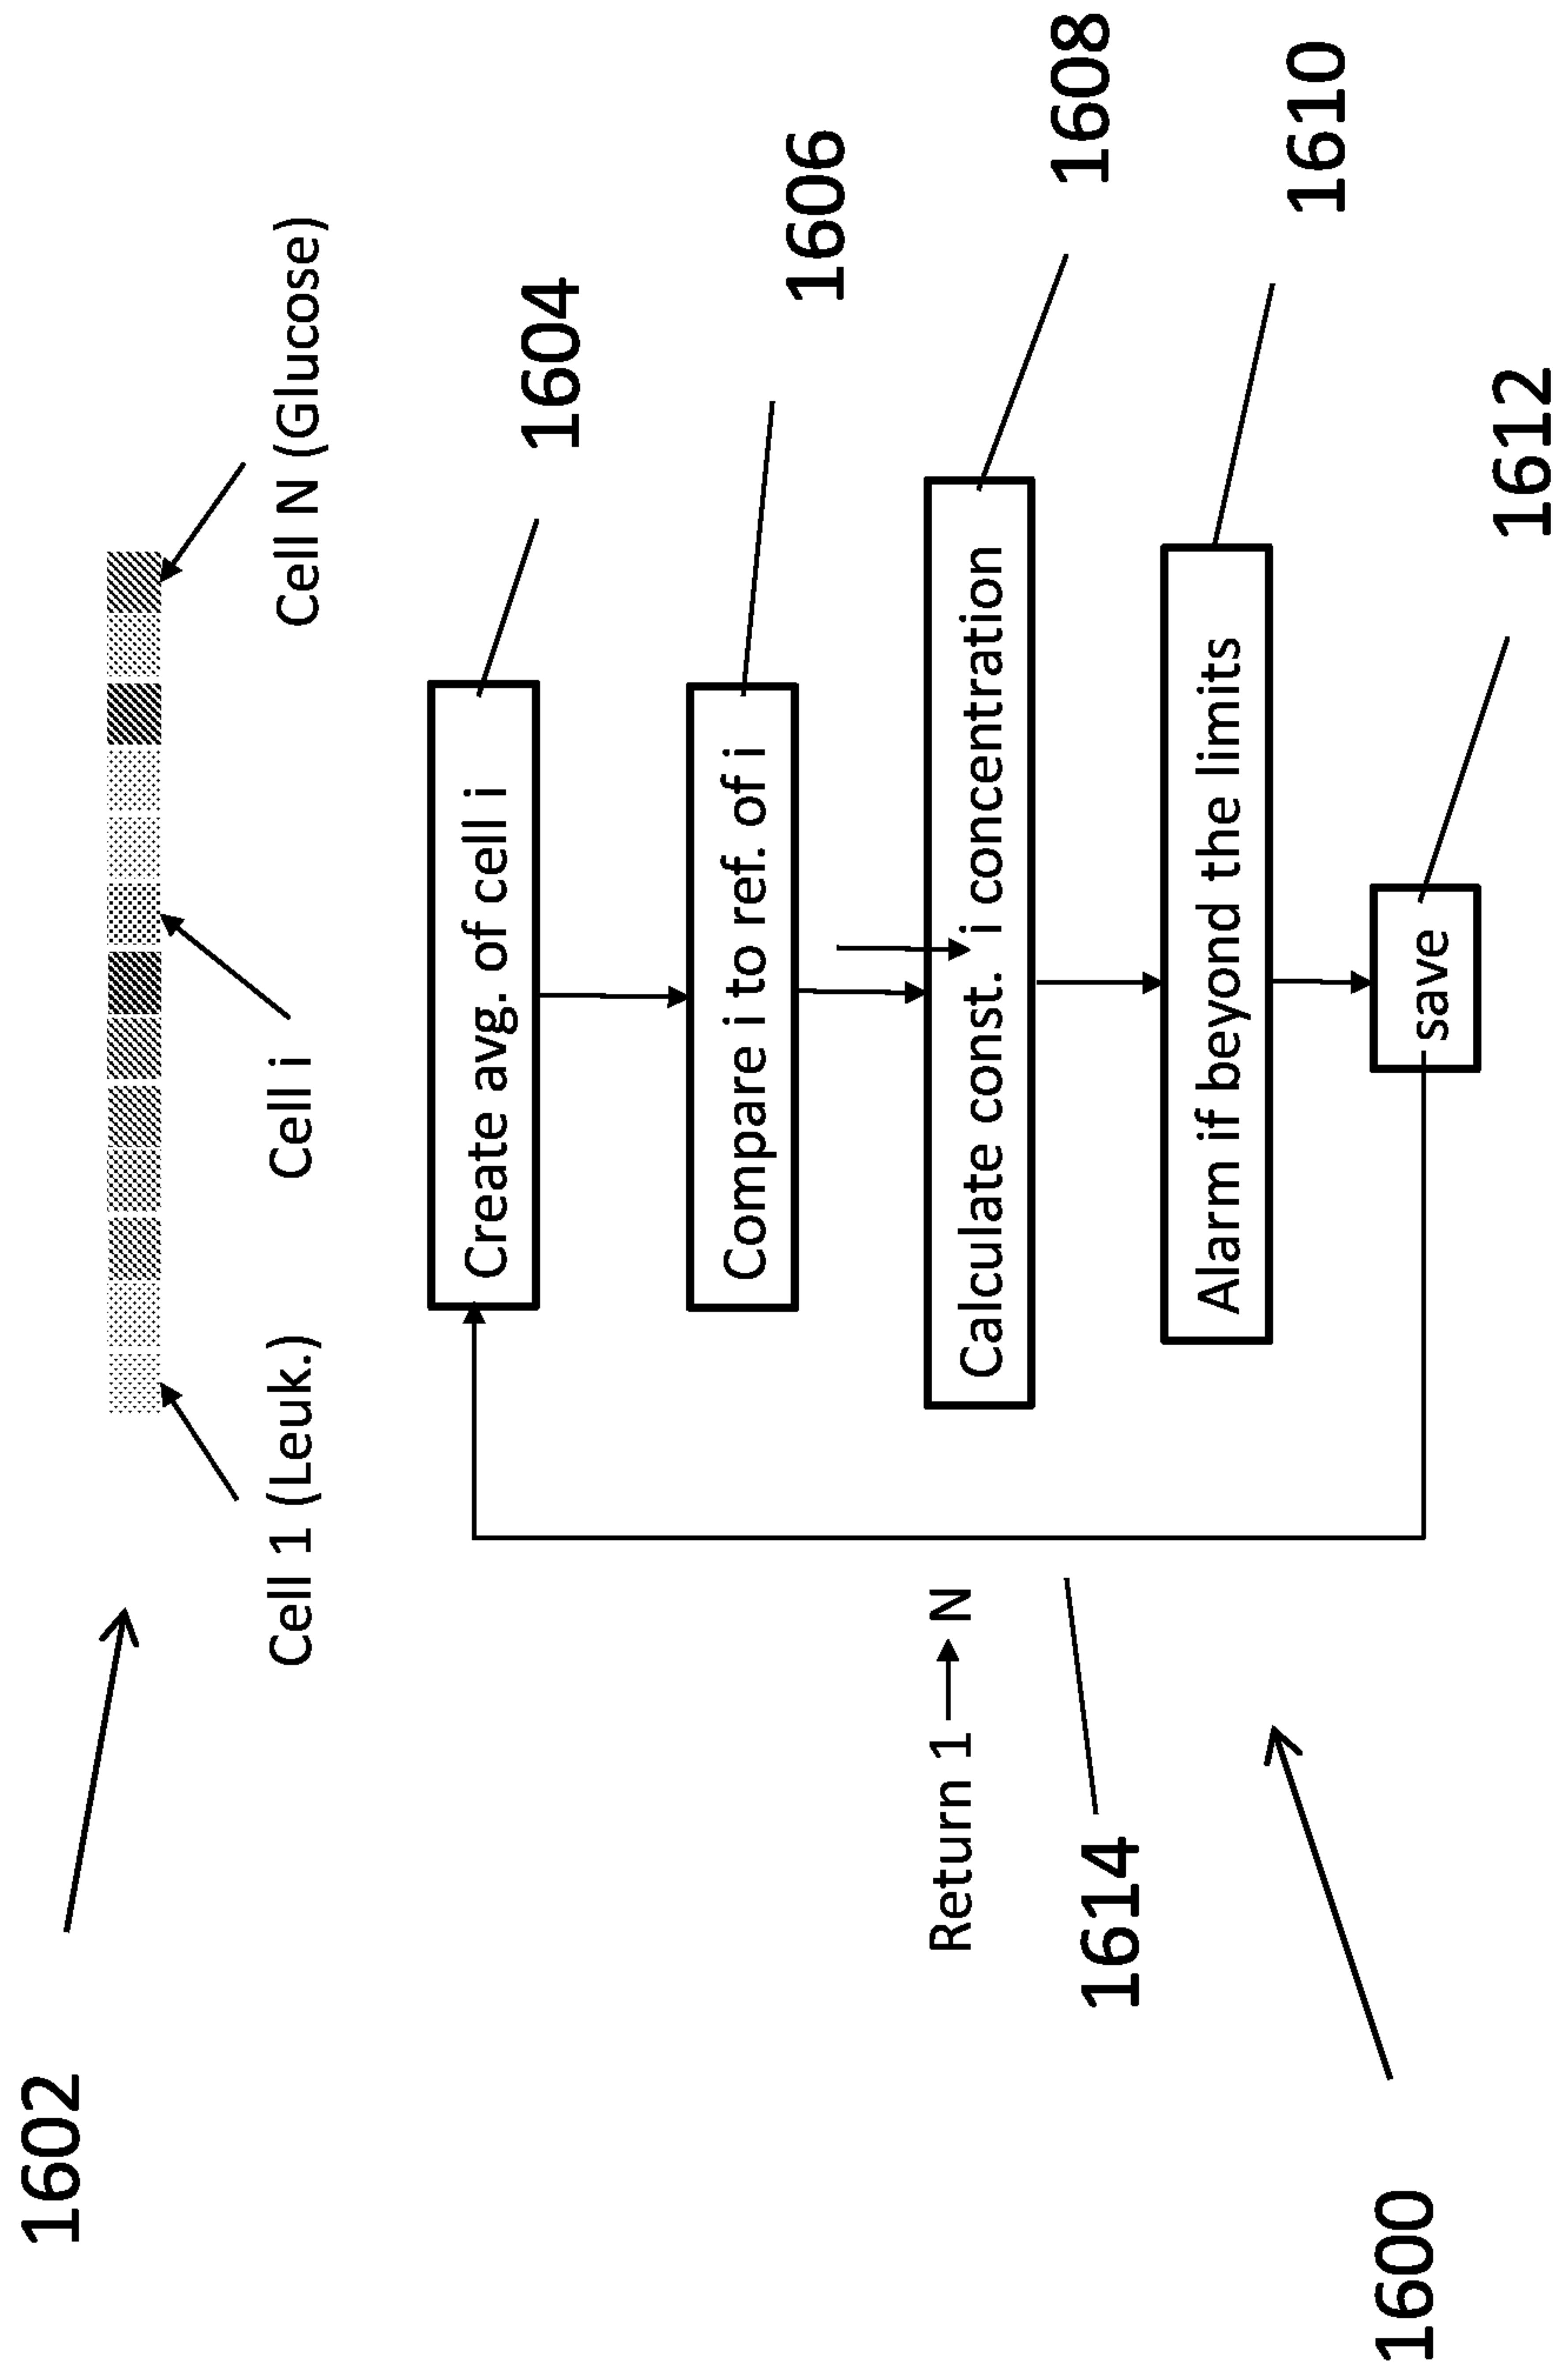 1602
Cell 1 (Leuk.)
Cell i
Cell N (Glucose)
Create avg. of cell i
1604
Compare i to ref. of i
1606
Return 1 → N
Calculate const. i concentration
1608
1614
Alarm if beyond the limits
1610
save
1612
1600